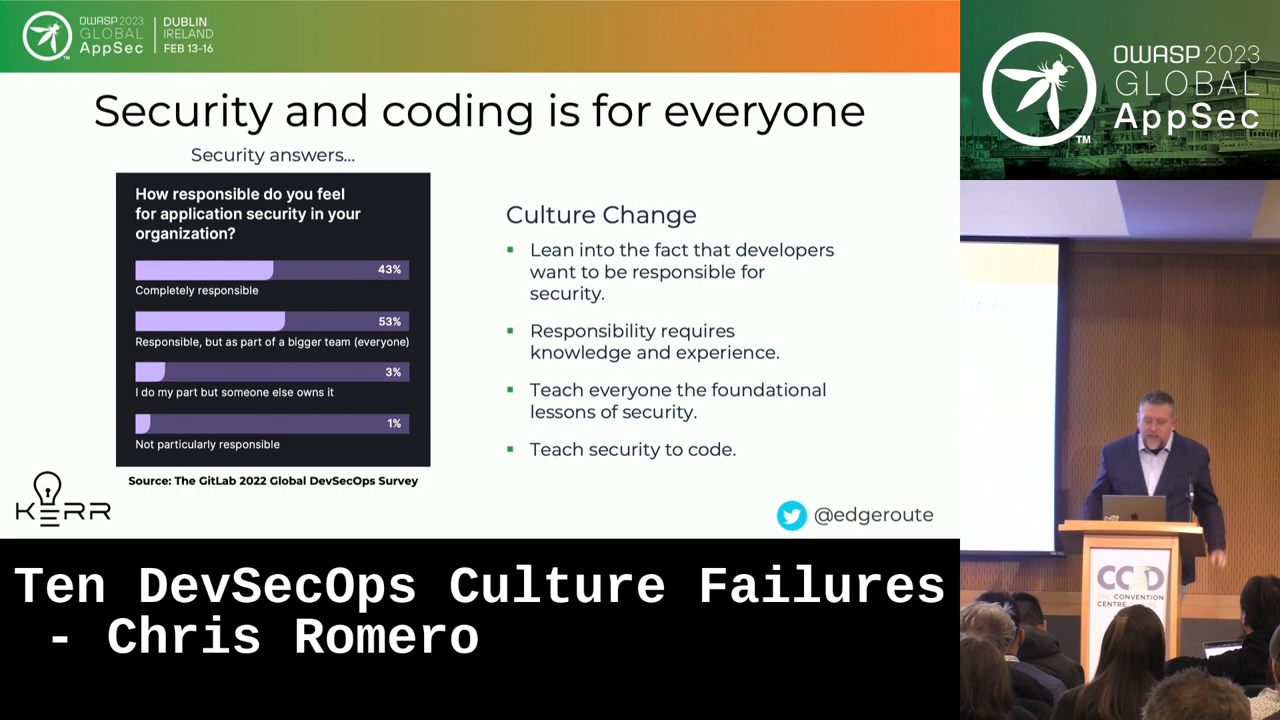 OWASP 2023
GLOBAL
AppSec
TM
DUBLIN
IRELAND
FEB 13-16
Security and coding is for everyone
Security answers...
How responsible do you feel
for application security in your
organization?
43%
Completely responsible
53%
Responsible, but as part of a bigger team (everyone)
3%
I do my part but someone else owns it
1%
Not particularly responsible
Source: The GitLab 2022 Global DevSecOps Survey
Culture Change
Lean into the fact that developers
want to be responsible for
security.
Responsibility requires
knowledge and experience.
Teach everyone the foundational
lessons of security.
Teach security to code.
KERR
@edgeroute
Ten DevSecOps Culture Failures
- Chris Romero
OWASP 2023
GLOBAL
AppSec
TM
THE CONVENTION
CENTRE